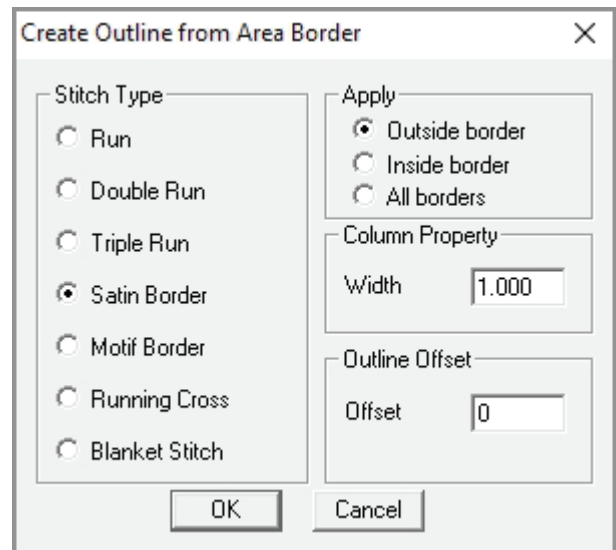 Create Outline from Area Border
Stitch Type
Run
Double Run
Triple Run
Satin Border
Motif Border
Running Cross
Blanket Stitch
Apply
Outside border
Inside border
All borders
Column Property
Width 1.000
Outline Offset
Offset 0
OK Cancel